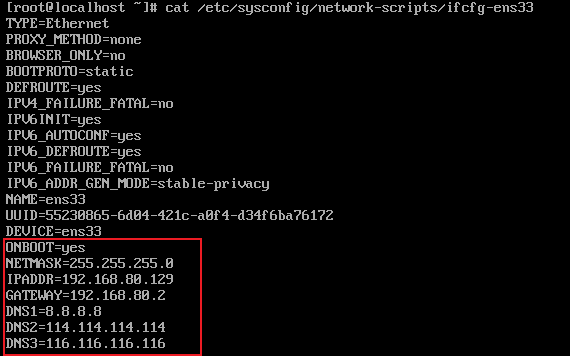 [root@localhost ~]# cat /etc/sysconfig/network-scripts/ifcfg-ens33
TYPE=Ethernet
PROXY_METHOD=none
BROWSER_ONLY=no
BOOTPROTO=static
DEFROUTE=yes
IPV4_FAILURE_FATAL=no
IPV6INIT=yes
IPV6_AUTOCONF=yes
IPV6_DEFROUTE=yes
IPV6_FAILURE_FATAL=no
IPV6_ADDR_GEN_MODE=stable-privacy
NAME=ens33
UUID=55230865-6d04-421c-a0f4-d34f6ba76172
DEVICE=ens33
ONBOOT=yes
NETMASK=255.255.255.0
IPADDR=192.168.80.129
GATEWAY=192.168.80.2
DNS1=8.8.8.8
DNS2=114.114.114.114
DNS3=116.116.116.116